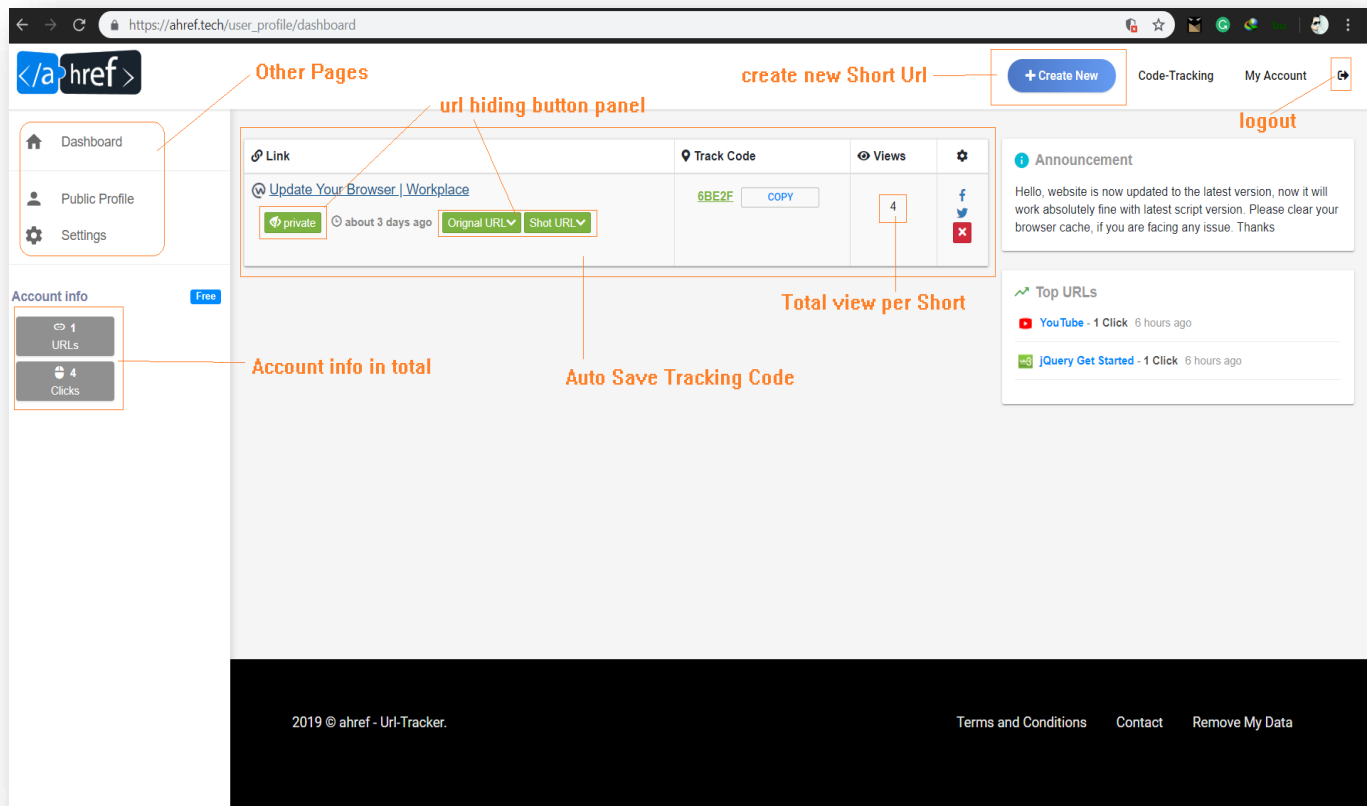 https://ahref.tech/user_profile/dashboard
</a href>
Other Pages
create new Short Url
+ Create New
Code-Tracking
My Account
logout
url hiding button panel
Dashboard
Public Profile
Settings
Account info
Free
1
URLs
4
Clicks
Account info in total
Link
Track Code
Views
Update Your Browser | Workplace
6BE2F
COPY
4
private
about 3 days ago
Orignal URL
Shot URL
Total view per Short
Auto Save Tracking Code
Announcement
Hello, website is now updated to the latest version, now it will
work absolutely fine with latest script version. Please clear your
browser cache, if you are facing any issue. Thanks
Top URLs
YouTube - 1 Click 6 hours ago
jQuery Get Started - 1 Click 6 hours ago
2019 © ahref - Url-Tracker.
Terms and Conditions
Contact
Remove My Data